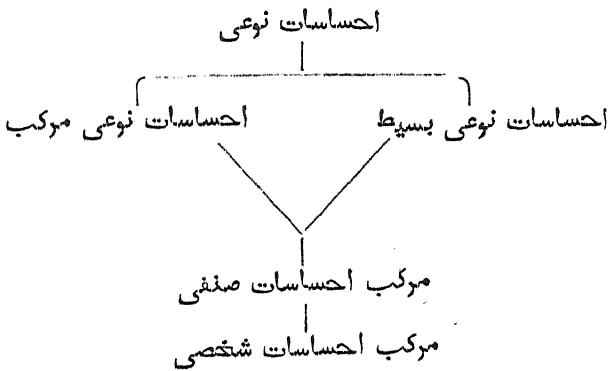 احساسات نوعی
احساسات نوعی بسیط
احساسات نوعی مرکب
مرکب احساسات صنفی
مرکب احساسات شخصی